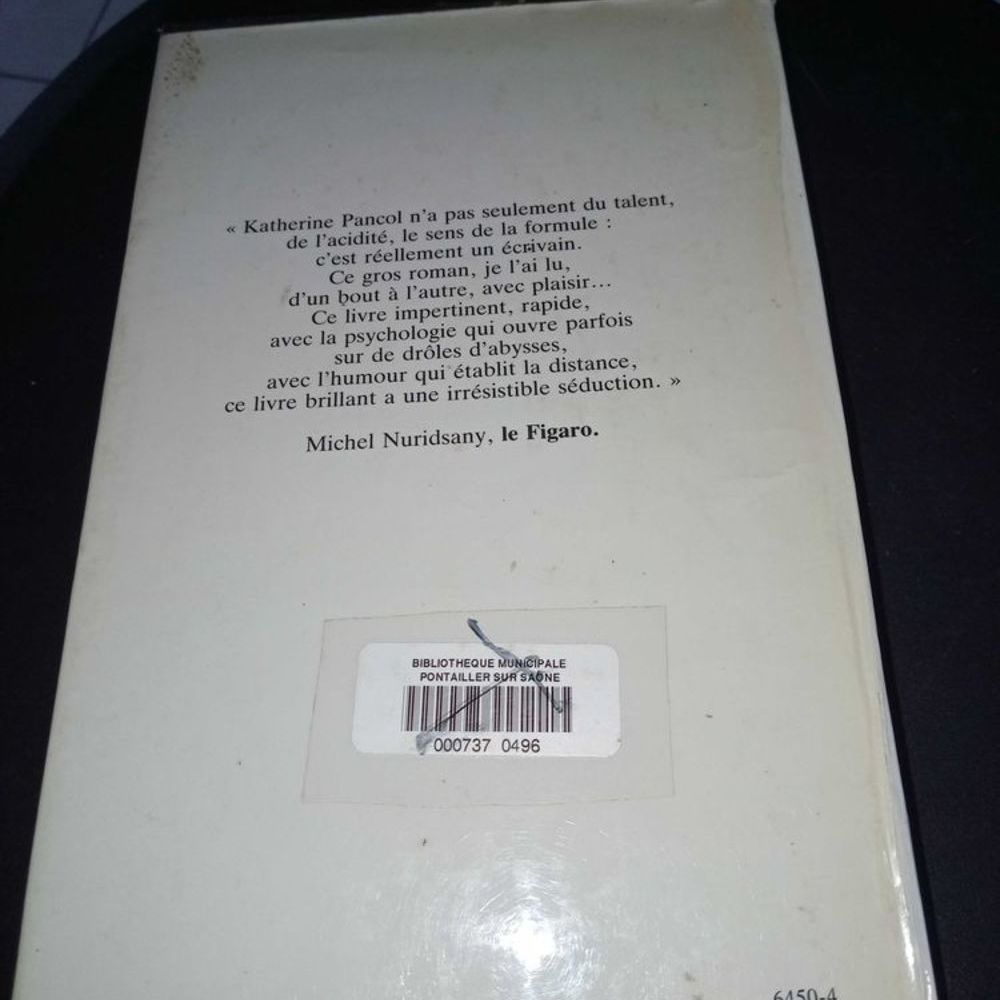 « Katherine Pancol n'a pas seulement du talent,
de l'acidité, le sens de la formule :
c'est réellement un écrivain.
Ce gros roman, je l'ai lu,
d'un bout à l'autre, avec plaisir...
Ce livre impertinent, rapide,
avec la psychologie qui ouvre parfois
sur de drôles d'abysses,
avec l'humour qui établit la distance,
ce livre brillant a une irrésistible séduction. »
Michel Nuridsany, le Figaro.
BIBLIOTHEQUE MUNICIPALE
PONTAILLER SUR SAÔNE
000737 0496
6450-4